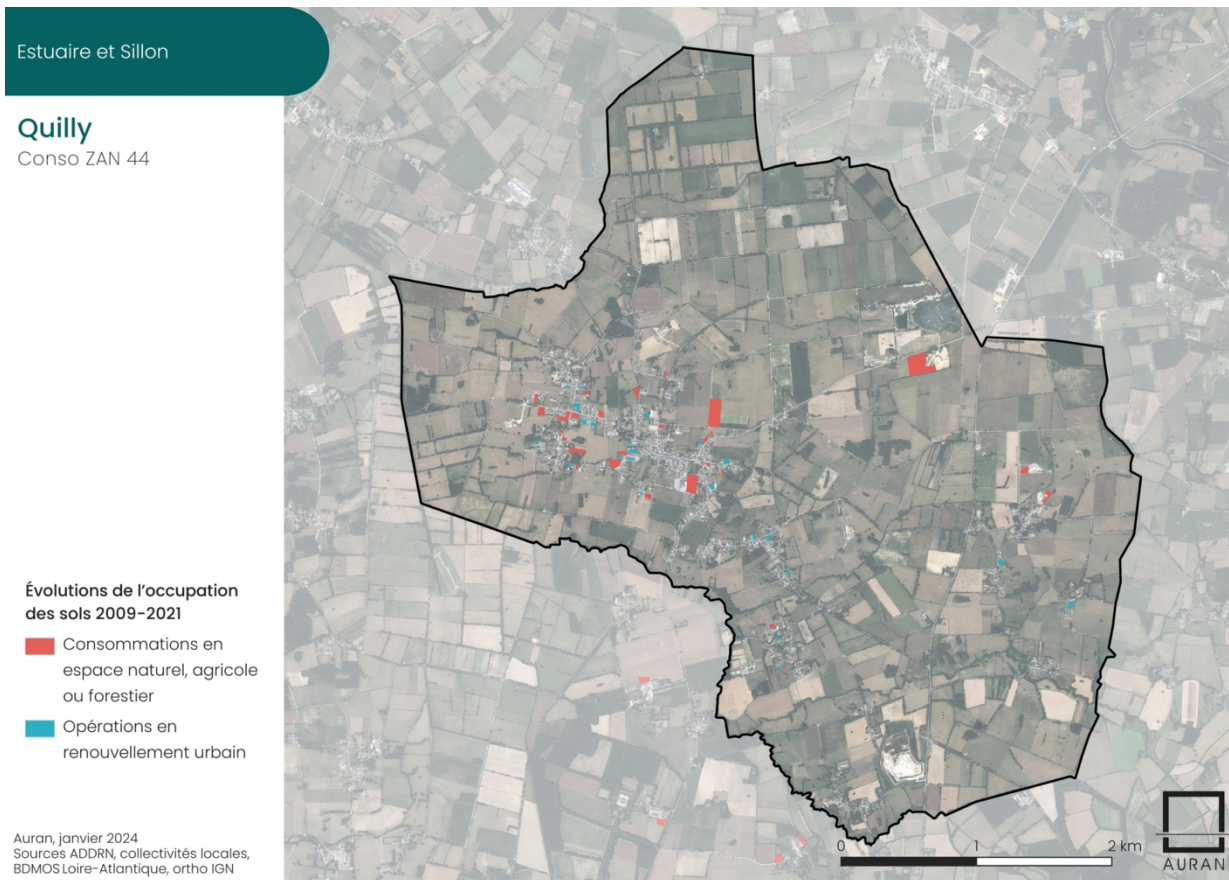 Estuaire et Sillon
Quilly
Conso ZAN 44
Évolutions de l'occupation
des sols 2009-2021
Consommations en
espace naturel, agricole
ou forestier
Opérations en
renouvellement urbain
Auran, janvier 2024
Sources ADDRN, collectivités locales,
BDMOS Loire-Atlantique, ortho IGN
0 1 2 km
AURAN